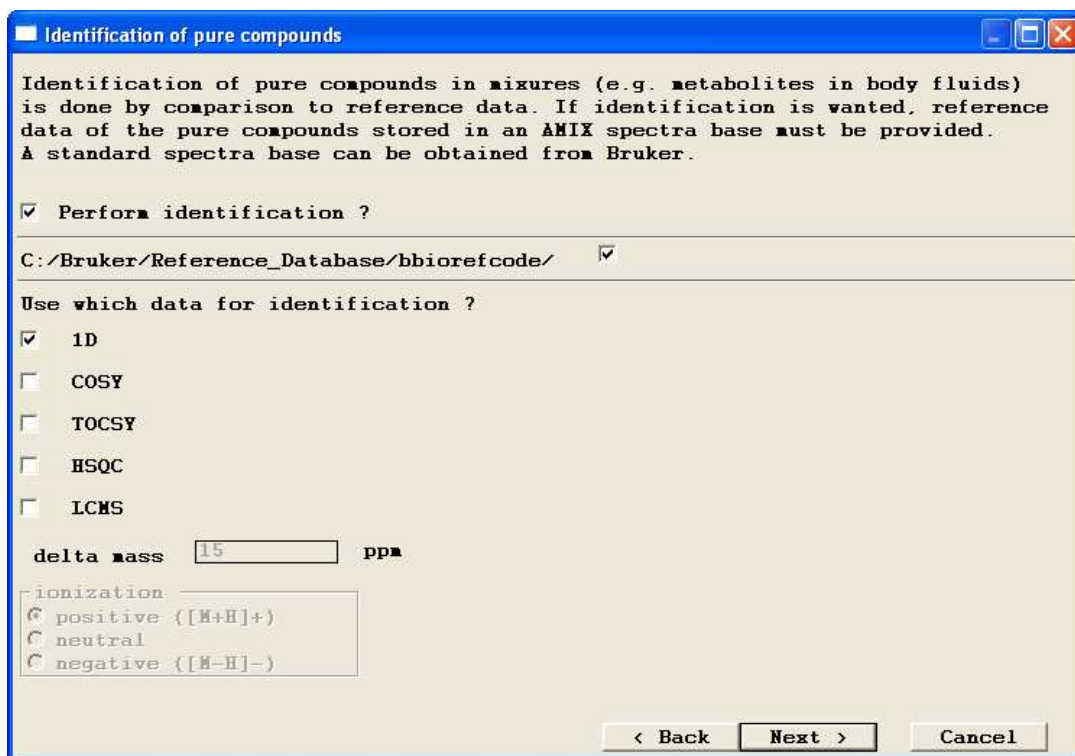 Identification of pure compounds
Identification of pure compounds in mixures (e.g. metabolites in body fluids)
is done by comparison to reference data. If identification is wanted, reference
data of the pure compounds stored in an AMIX spectra base must be provided.
A standard spectra base can be obtained from Bruker.
Perform identification ?
C:/Bruker/Reference_Database/bbiorefcode/
Use which data for identification ?
1D
COSY
TOCSY
HSQC
LCMS
delta mass 15 ppm
ionization
positive ([M+H]+)
neutral
negative ([M-H]-)
< Back Next > Cancel